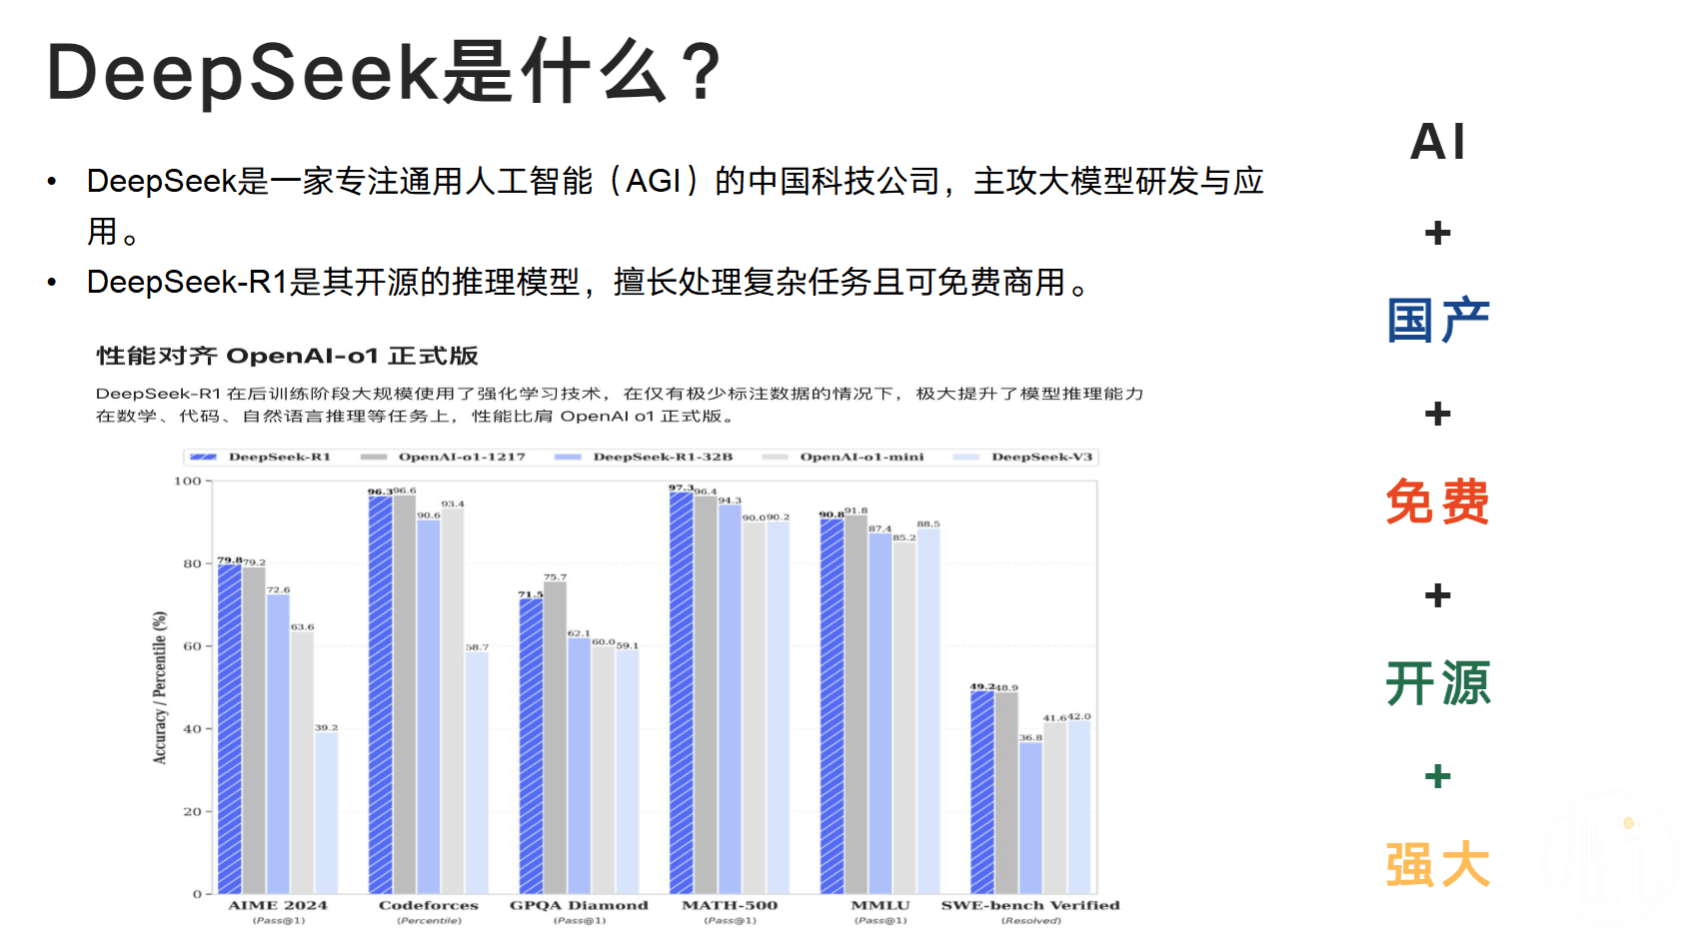 DeepSeek是什么？
• DeepSeek是一家专注通用人工智能（AGI）的中国科技公司，主攻大模型研发与应
用。
• DeepSeek-R1是其开源的推理模型，擅长处理复杂任务且可免费商用。
性能对齐 OpenAI-o1 正式版
DeepSeek-R1 在后训练阶段大规模使用了强化学习技术，在仅有极少标注数据的情况下，极大提升了模型推理能力
在数学、代码、自然语言推理等任务上，性能比肩 OpenAI o1 正式版。
DeepSeek-R1 OpenAI-o1-1217 DeepSeek-R1-32B OpenAI-o1-mini DeepSeek-V3
Accuracy / Percentile (%)
100
80
60
40
20
0
79.8 79.2 72.6 63.6 39.2
96.3 96.6 90.6 93.4 58.7
71.5 75.7 62.1 60.0 59.1
97.3 96.4 94.3 90.0 90.2
90.8 91.8 87.4 85.2 88.5
49.2 48.9 36.8 41.6 42.0
AIME 2024 Codeforces GPQA Diamond MATH-500 MMLU SWE-bench Verified
(Pass@1) (Percentile) (Pass@1) (Pass@1) (Pass@1) (Resolved)
AI
+
国产
+
免费
+
开源
+
强大